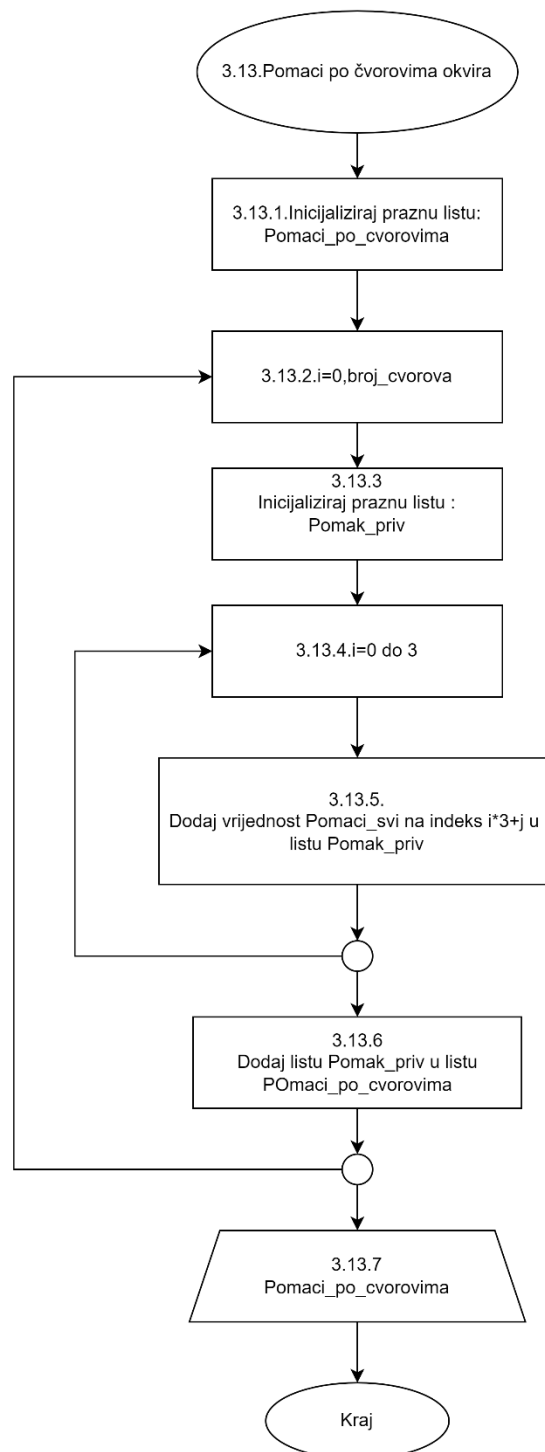 3.13.Pomaci po čvorovima okvira
3.13.1.Inicijaliziraj praznu listu:
Pomaci_po_cvorovima
3.13.2.i=0,broj_cvorova
3.13.3
Inicijaliziraj praznu listu :
Pomak_priv
3.13.4.i=0 do 3
3.13.5.
Dodaj vrijednost Pomaci_svi na indeks i*3+j u
listu Pomak_priv
3.13.6
Dodaj listu Pomak_priv u listu
POmaci_po_cvorovima
3.13.7
Pomaci_po_cvorovima
Kraj